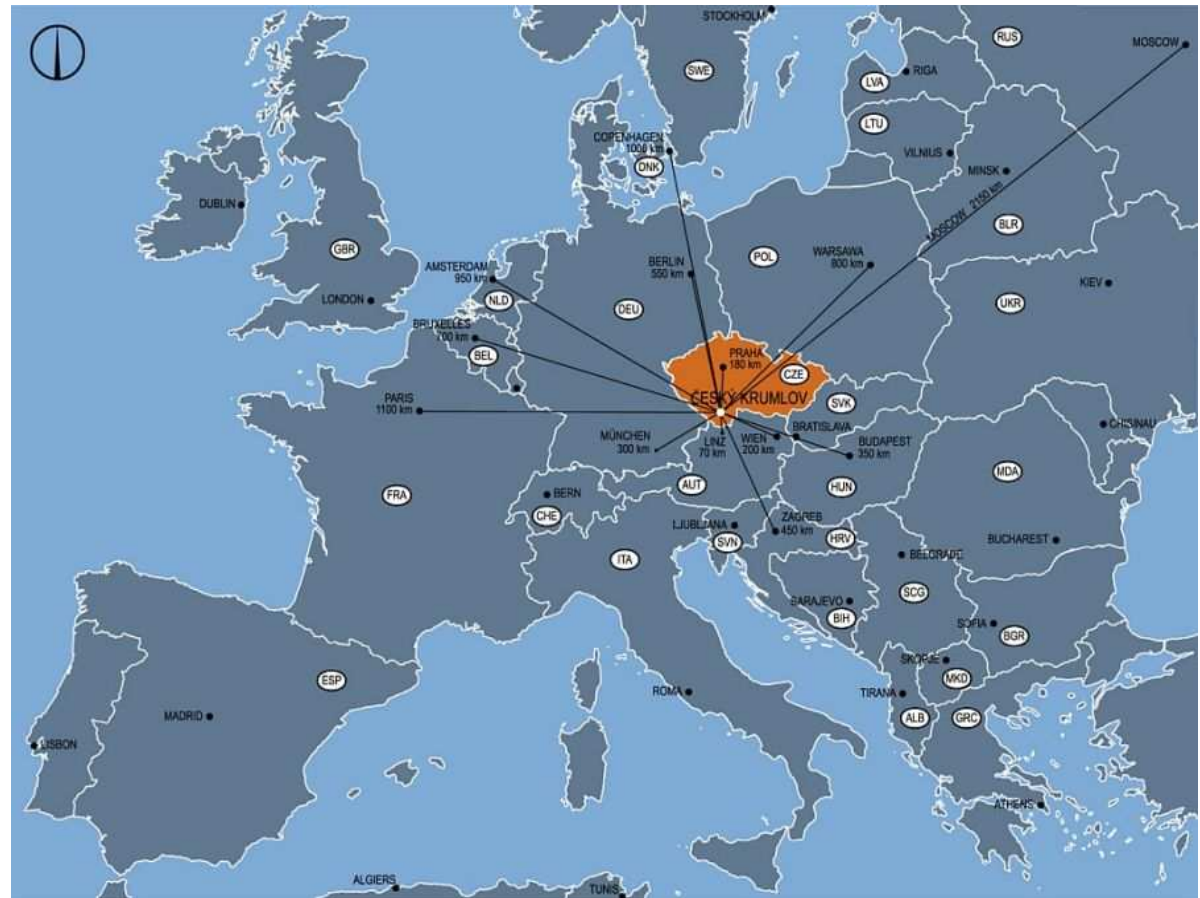 STOCKHOLM
RUS
MOSCOW
SWE
LVA
RIGA
LTU
COPENHAGEN
1000 km
DNK
VILNIUS
MINSK
DUBLIN
MOSCOW 2150 km
BLR
GBR
POL
WARSAWA
800 km
AMSTERDAM
950 km
BERLIN
550 km
KIEV
LONDON
NLD
DEU
UKR
BRUXELLES
700 km
BEL
PRAHA
180 km
CZE
PARIS
1100 km
ČESKÝ KRUMLOV
SVK
CHISINAU
MÜNCHEN
300 km
LINZ
70 km
WIEN
200 km
BRATISLAVA
BUDAPEST
350 km
MDA
AUT
HUN
FRA
BERN
CHE
LJUBLJANA
ZAGREB
450 km
SVN
HRV
BUCHAREST
ITA
BELGRADE
SCG
SARAJEVO
BIH
SOFIA
BGR
SKOPJE
MKD
ESP
ROMA
TIRANA
ALB
GRC
MADRID
LISBON
ATHENS
ALGIERS
TUNIS